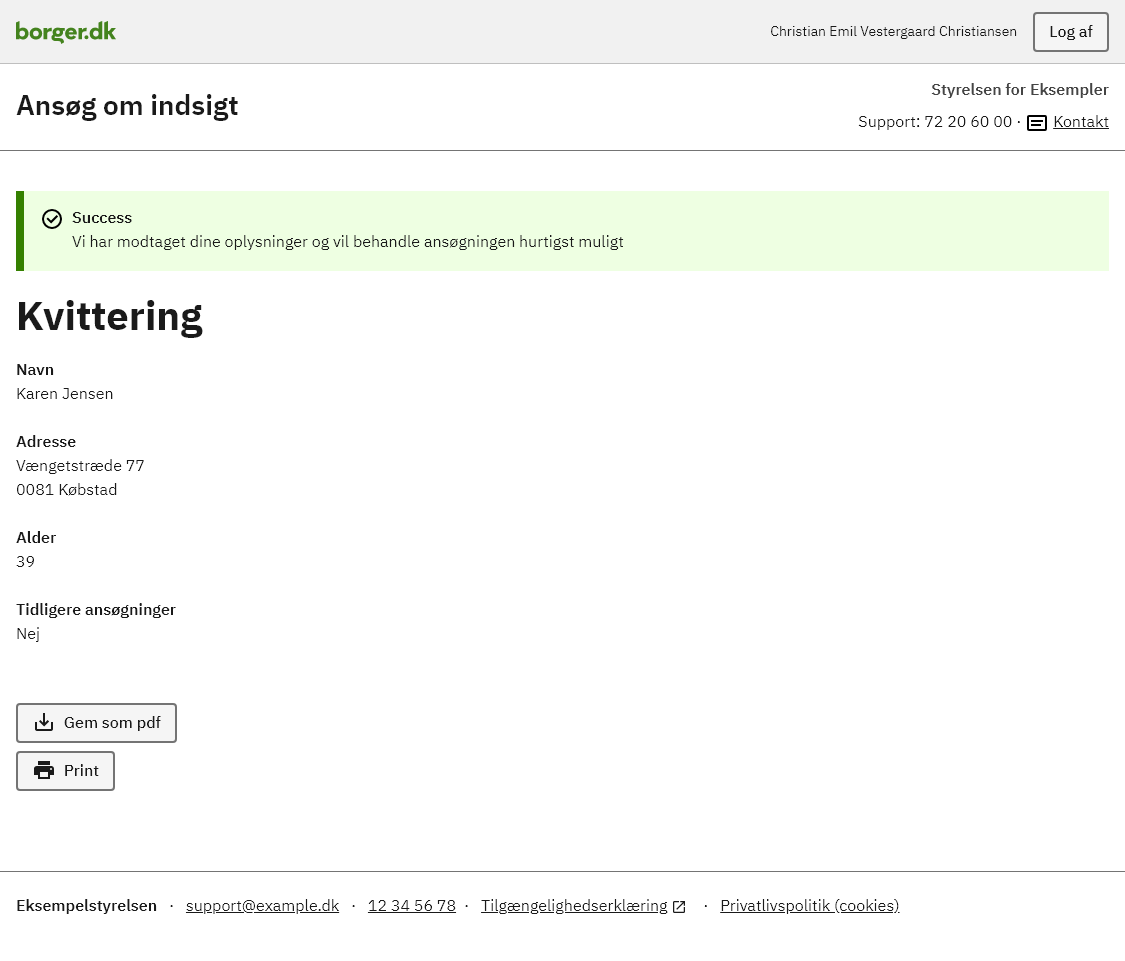 borger.dk
Christian Emil Vestergaard Christiansen
Log af
Ansøg om indsigt
Styrelsen for Eksempler
Support: 72 20 60 00 · Kontakt
Success
Vi har modtaget dine oplysninger og vil behandle ansøgningen hurtigst muligt
Kvittering
Navn
Karen Jensen
Adresse
Vængetstræde 77
0081 Købstad
Alder
39
Tidligere ansøgninger
Nej
Gem som pdf
Print
Eksempelstyrelsen · support@example.dk · 12 34 56 78 · Tilgængelighedserklæring · Privatlivspolitik (cookies)